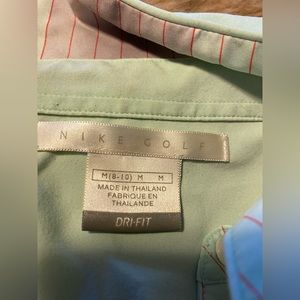 NIKE GOLF
M(8-10) M M
MADE IN THAILAND
FABRIQUE EN
THAILANDE
DRI-FIT